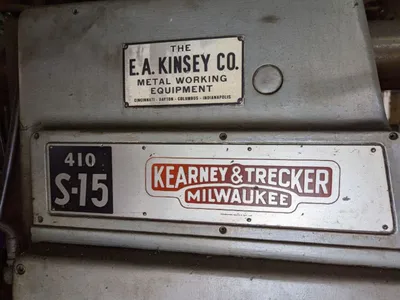 THE
E.A. KINSEY CO.
METAL WORKING
EQUIPMENT
CINCINNATI - DAYTON - COLUMBUS - INDIANAPOLIS
410
S-15
KEARNEY & TRECKER
MILWAUKEE